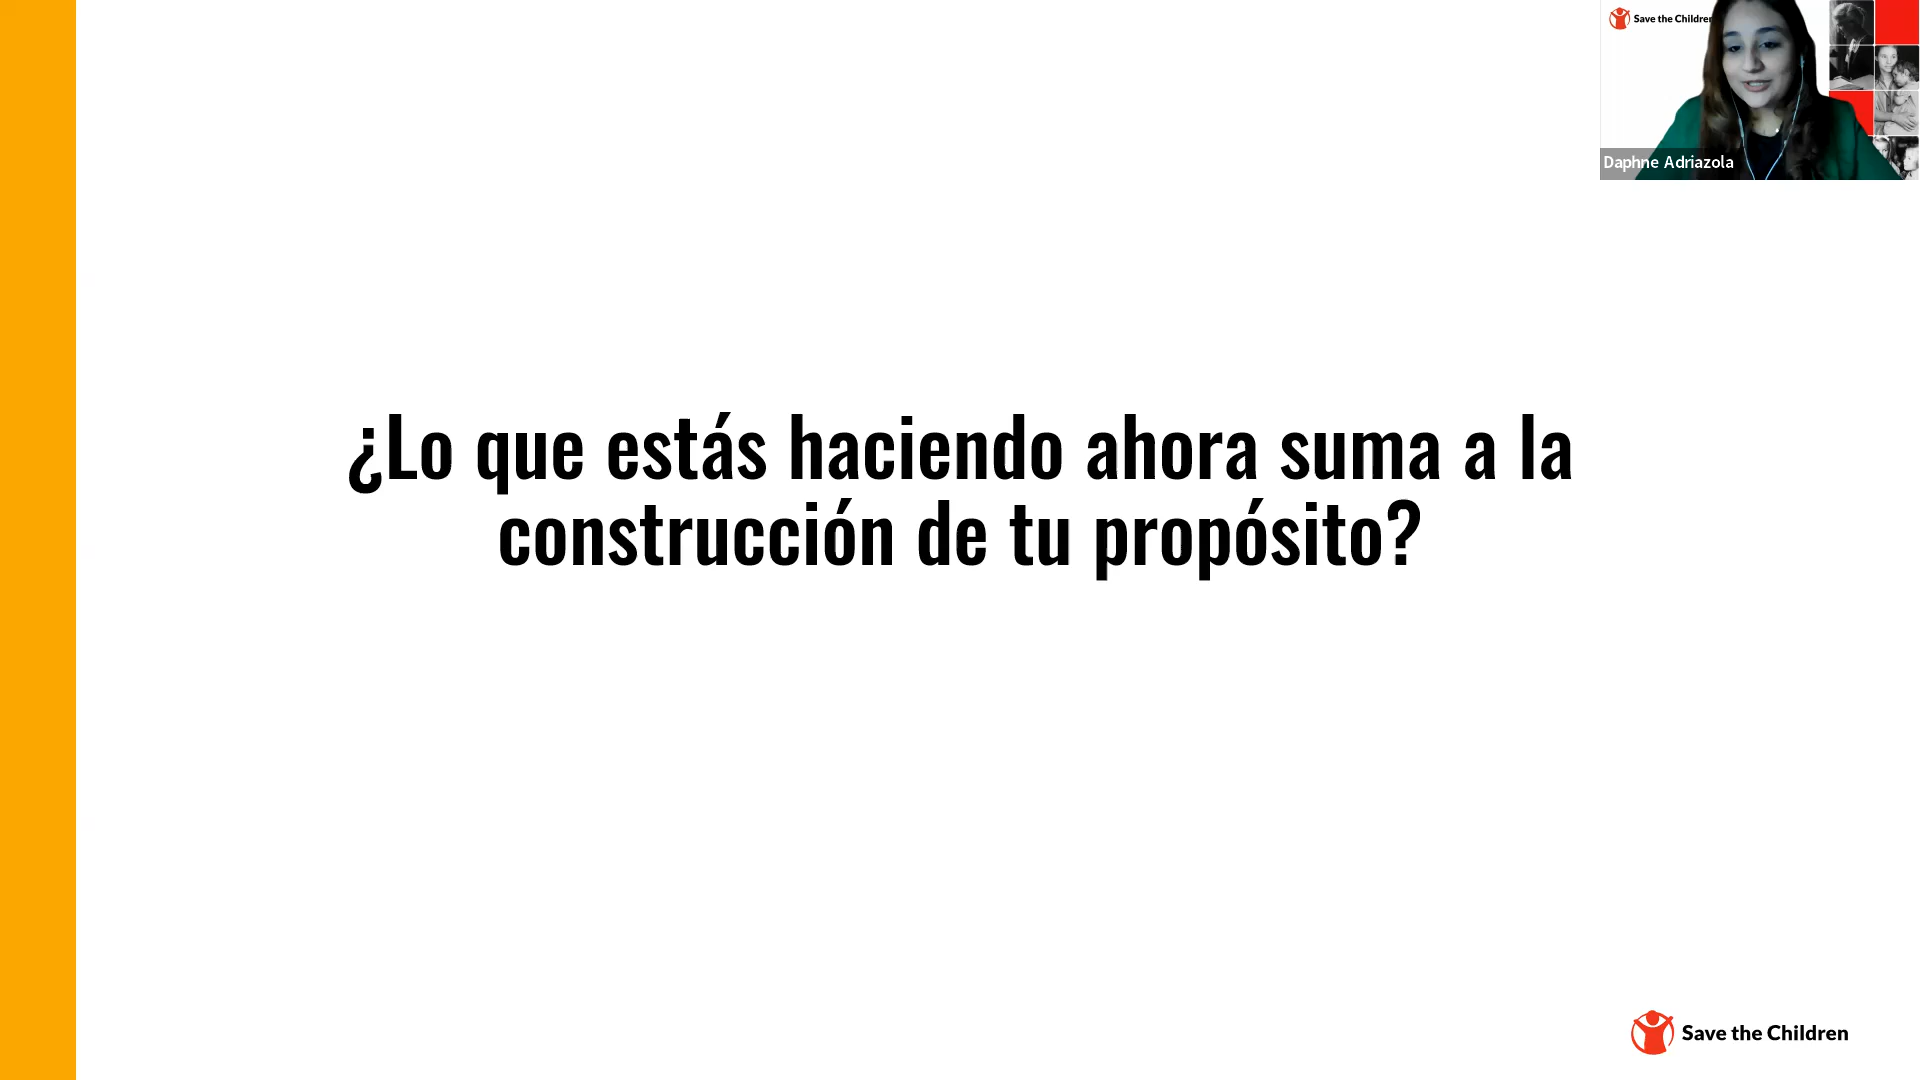 Save the Children
Daphne Adriazola
¿Lo que estás haciendo ahora suma a la
construcción de tu propósito?
Save the Children